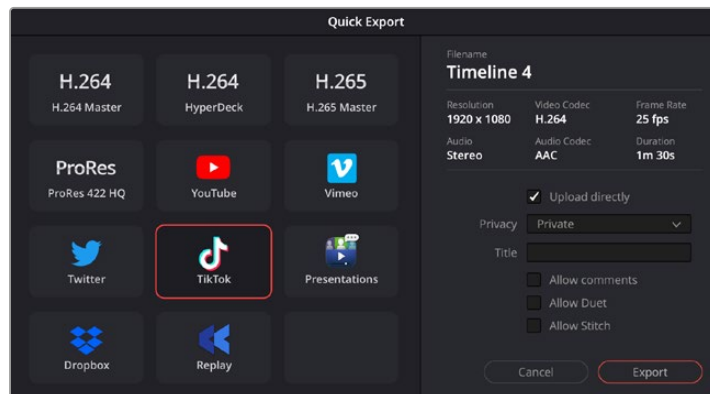 Quick Export
H.264
H.264 Master
H.264
HyperDeck
H.265
H.265 Master
ProRes
ProRes 422 HQ
YouTube
Vimeo
Twitter
TikTok
Presentations
Dropbox
Replay
Filename
Timeline 4
Resolution
1920 x 1080
Video Codec
H.264
Frame Rate
25 fps
Audio
Stereo
Audio Codec
AAC
Duration
1m 30s
Upload directly
Privacy Private
Title
Allow comments
Allow Duet
Allow Stitch
Cancel Export